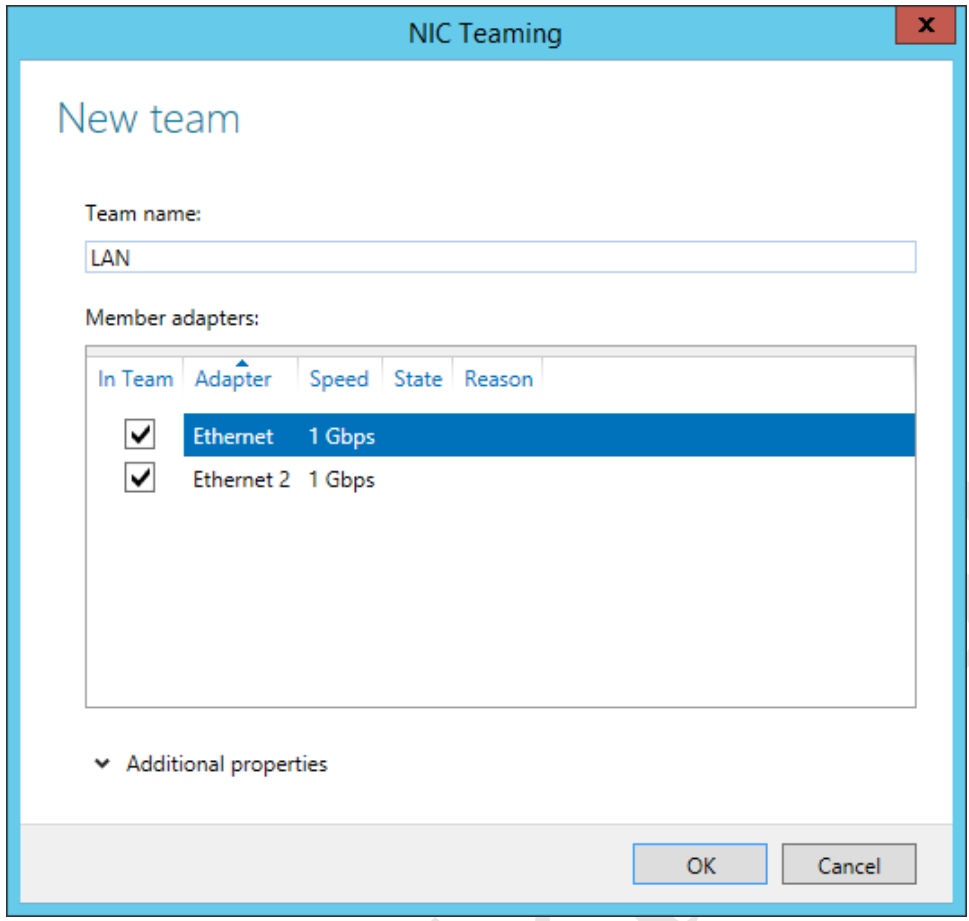 NIC Teaming
X
New team
Team name:
LAN
Member adapters:
In Team Adapter Speed State Reason
Ethernet 1 Gbps
Ethernet 2 1 Gbps
Additional properties
OK Cancel